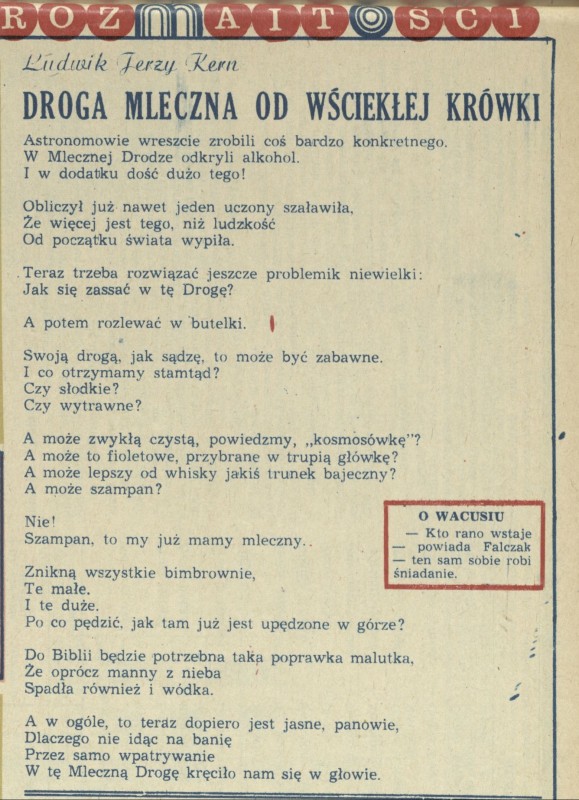 ROZMAITOŚCI
Ludwik Jerzy Kern
DROGA MLECZNA OD WŚCIEKŁEJ KRÓWKI
Astronomowie wreszcie zrobili coś bardzo konkretnego.
W Mlecznej Drodze odkryli alkohol.
I w dodatku dość dużo tego!
Obliczył już nawet jeden uczony szaławiła,
Że więcej jest tego, niż ludzkość
Od początku świata wypiła.
Teraz trzeba rozwiązać jeszcze problemik niewielki:
Jak się zassać w tę Drogę?
A potem rozlewać w butelki.
Swoją drogą, jak sądzę, to może być zabawne.
I co otrzymamy stamtąd?
Czy słodkie?
Czy wytrawne?
A może zwykłą czystą, powiedzmy, „kosmosówkę"?
A może to fioletowe, przybrane w trupią główkę?
A może lepszy od whisky jakiś trunek bajeczny?
A może szampan?
Nie!
Szampan, to my już mamy mleczny..
Znikną wszystkie bimbrownie,
Te małe.
I te duże.
Po co pędzić, jak tam już jest upędzone w górze?
Do Biblii będzie potrzebna taka poprawka malutka,
Że oprócz manny z nieba
Spadła również i wódka.
A w ogóle, to teraz dopiero jest jasne, panowie,
Dlaczego nie idąc na banię
Przez samo wpatrywanie
W tę Mleczną Drogę kręciło nam się w głowie.
O WACUSIU
— Kto rano wstaje
— powiada Falczak
— ten sam sobie robi
śniadanie.